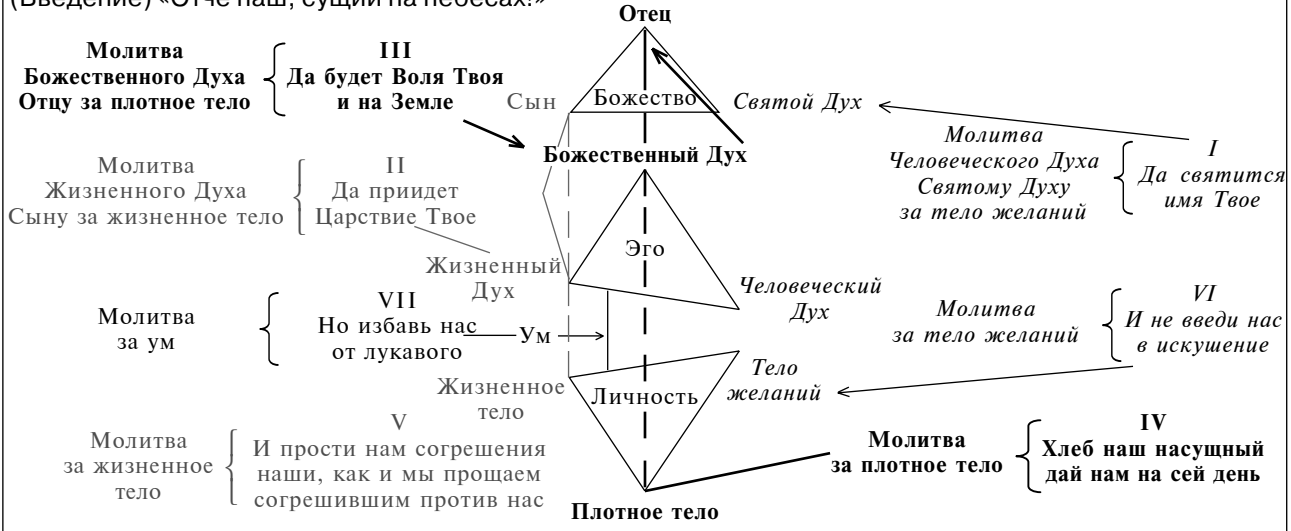 (Введение) «Отче наш, сущий на небесах!»
Отец
Молитва
Божественного Духа
Отцу за плотное тело
III
Да будет Воля Твоя
и на Земле
Сын
Божество
Святой Дух
Божественный Дух
Молитва
Человеческого Духа
Святому Духу
за тело желаний
I
Да святится
имя Твое
Молитва
Жизненного Духа
Сыну за жизненное тело
II
Да приидет
Царствие Твое
Эго
Жизненный
Дух
Человеческий
Дух
Молитва
за ум
VII
Но избавь нас
от лукавого
Ум
Молитва
за тело желаний
VI
И не введи нас
в искушение
Жизненное
тело
Личность
Тело
желаний
Молитва
за жизненное
тело
V
И прости нам согрешения
наши, как и мы прощаем
согрешившим против нас
Молитва
за плотное тело
IV
Хлеб наш насущный
дай нам на сей день
Плотное тело